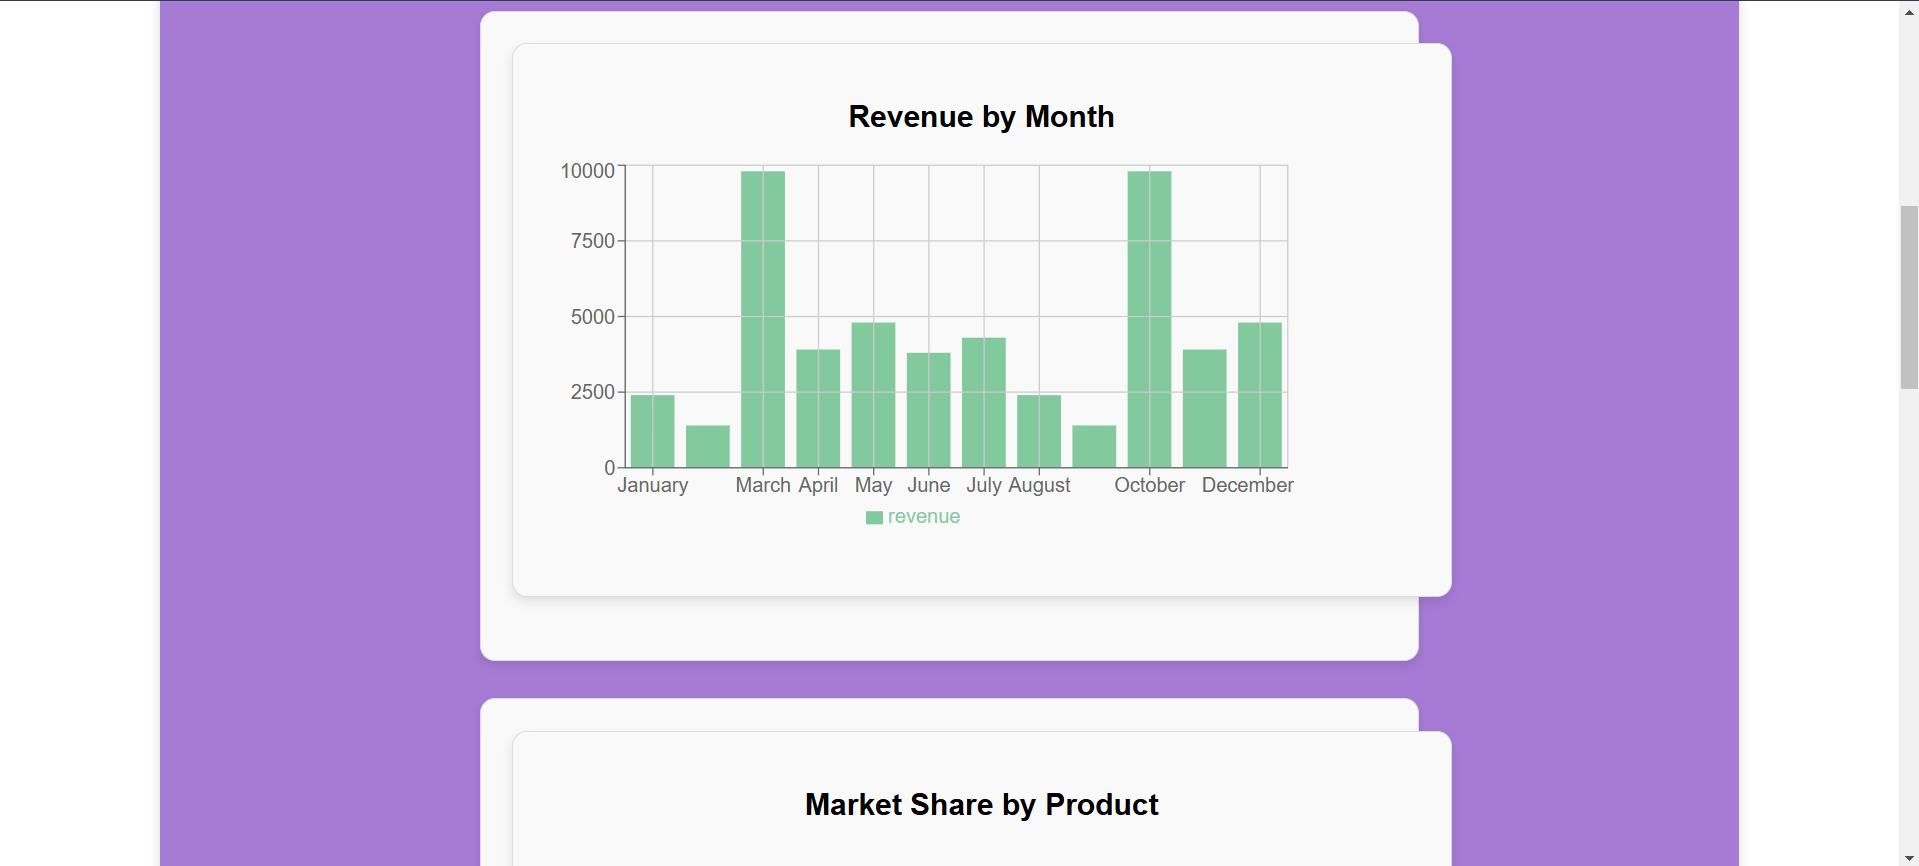 Revenue by Month
10000
7500
5000
2500
0
January March April May June July August October December
revenue
Market Share by Product